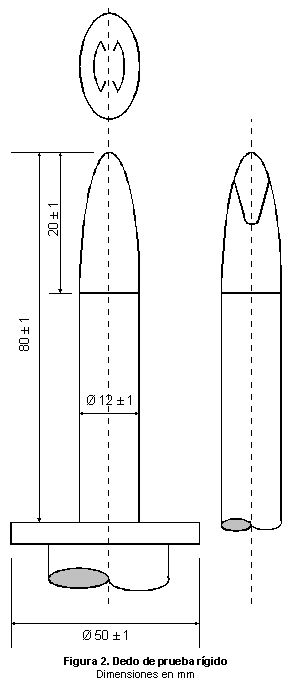 20 ± 1
80 ± 1
Ø 12 ± 1
Ø 50 ± 1
Figura 2. Dedo de prueba rígido
Dimensiones en mm